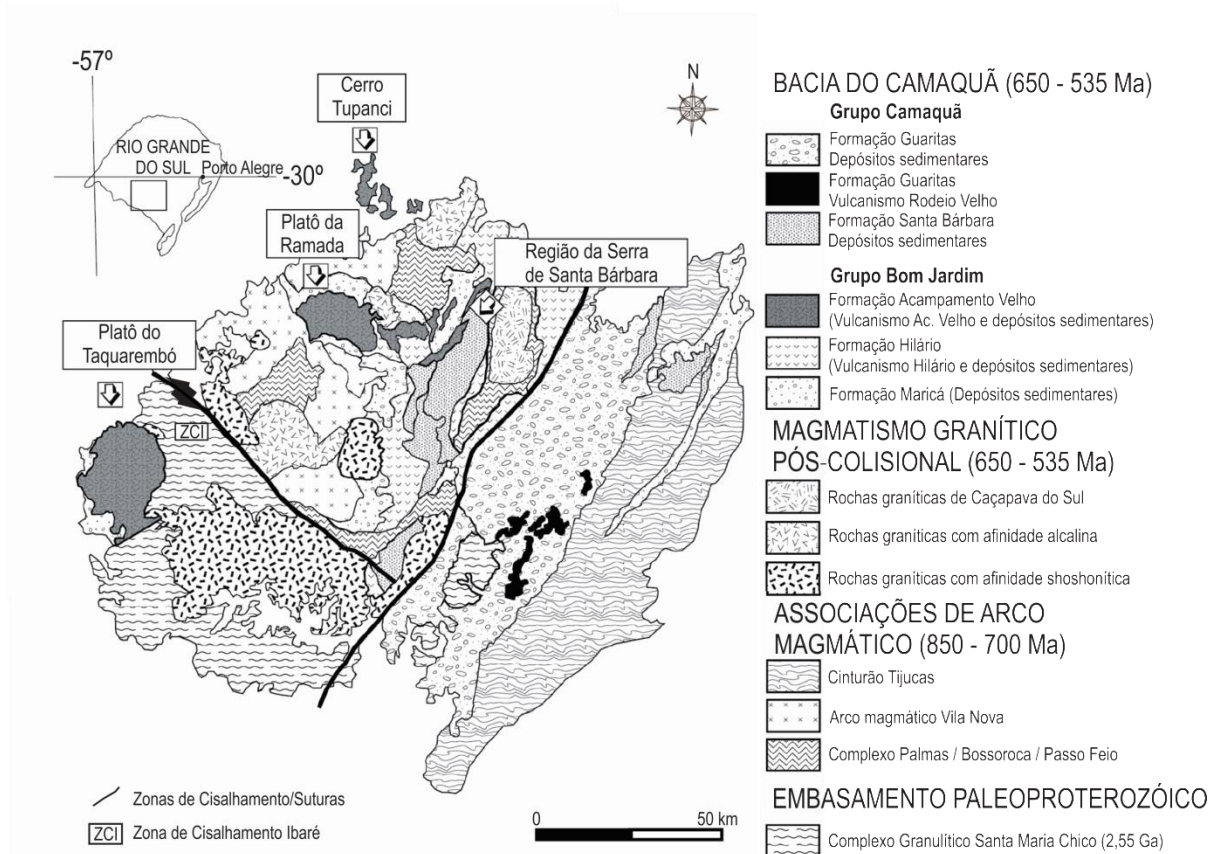 -57º
Cerro
Tupanci
N
RIO GRANDE
DO SUL
Porto Alegre
-30º
Platô da
Ramada
Região da Serra
de Santa Bárbara
Platô do
Taquarembó
ZCI
Zonas de Cisalhamento/Suturas
ZCI Zona de Cisalhamento Ibaré
0 50 km
BACIA DO CAMAQUÃ (650 - 535 Ma)
Grupo Camaquã
Formação Guaritas
Depósitos sedimentares
Formação Guaritas
Vulcanismo Rodeio Velho
Formação Santa Bárbara
Depósitos sedimentares
Grupo Bom Jardim
Formação Acampamento Velho
(Vulcanismo Ac. Velho e depósitos sedimentares)
Formação Hilário
(Vulcanismo Hilário e depósitos sedimentares)
Formação Maricá (Depósitos sedimentares)
MAGMATISMO GRANÍTICO
PÓS-COLISIONAL (650 - 535 Ma)
Rochas graníticas de Caçapava do Sul
Rochas graníticas com afinidade alcalina
Rochas graníticas com afinidade shoshonítica
ASSOCIAÇÕES DE ARCO
MAGMÁTICO (850 - 700 Ma)
Cinturão Tijucas
Arco magmático Vila Nova
Complexo Palmas / Bossoroca / Passo Feio
EMBASAMENTO PALEOPROTEROZÓICO
Complexo Granulítico Santa Maria Chico (2,55 Ga)